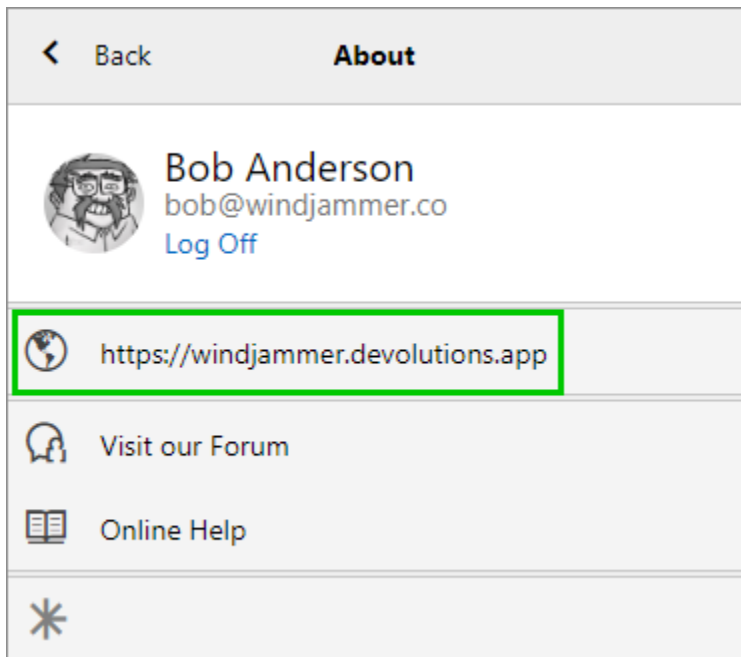 Back About
Bob Anderson
bob@windjammer.co
Log Off
https://windjammer.devolutions.app
Visit our Forum
Online Help